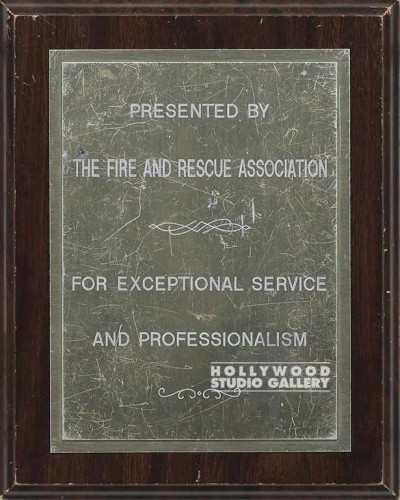 PRESENTED BY
THE FIRE AND RESCUE ASSOCIATION
FOR EXCEPTIONAL SERVICE
AND PROFESSIONALISM
HOLLYWOOD
STUDIO GALLERY